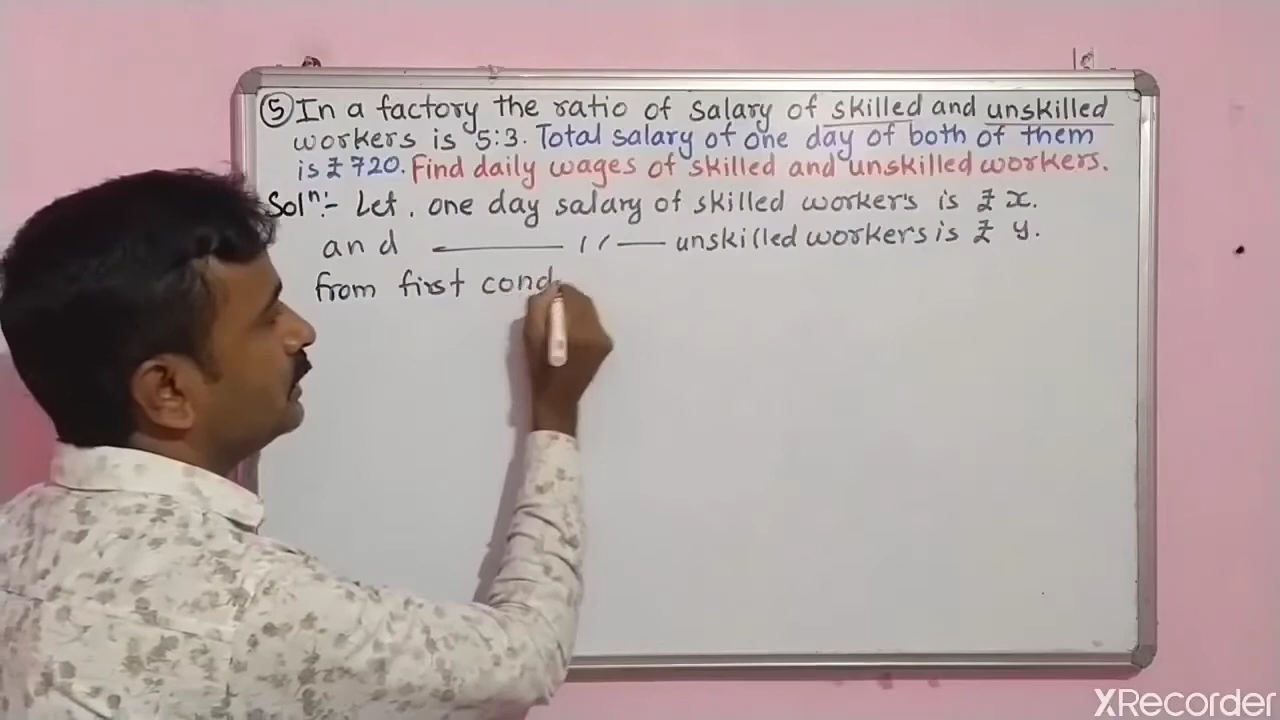 ⑤ In a factory the ratio of salary of skilled and unskilled
workers is 5:3. Total salary of one day of both of them
is ₹ 720. Find daily wages of skilled and unskilled workers.
Solⁿ:- Let, one day salary of skilled workers is ₹ x.
and ——— 〃 — unskilled workers is ₹ y.
from first cond
XRecorder